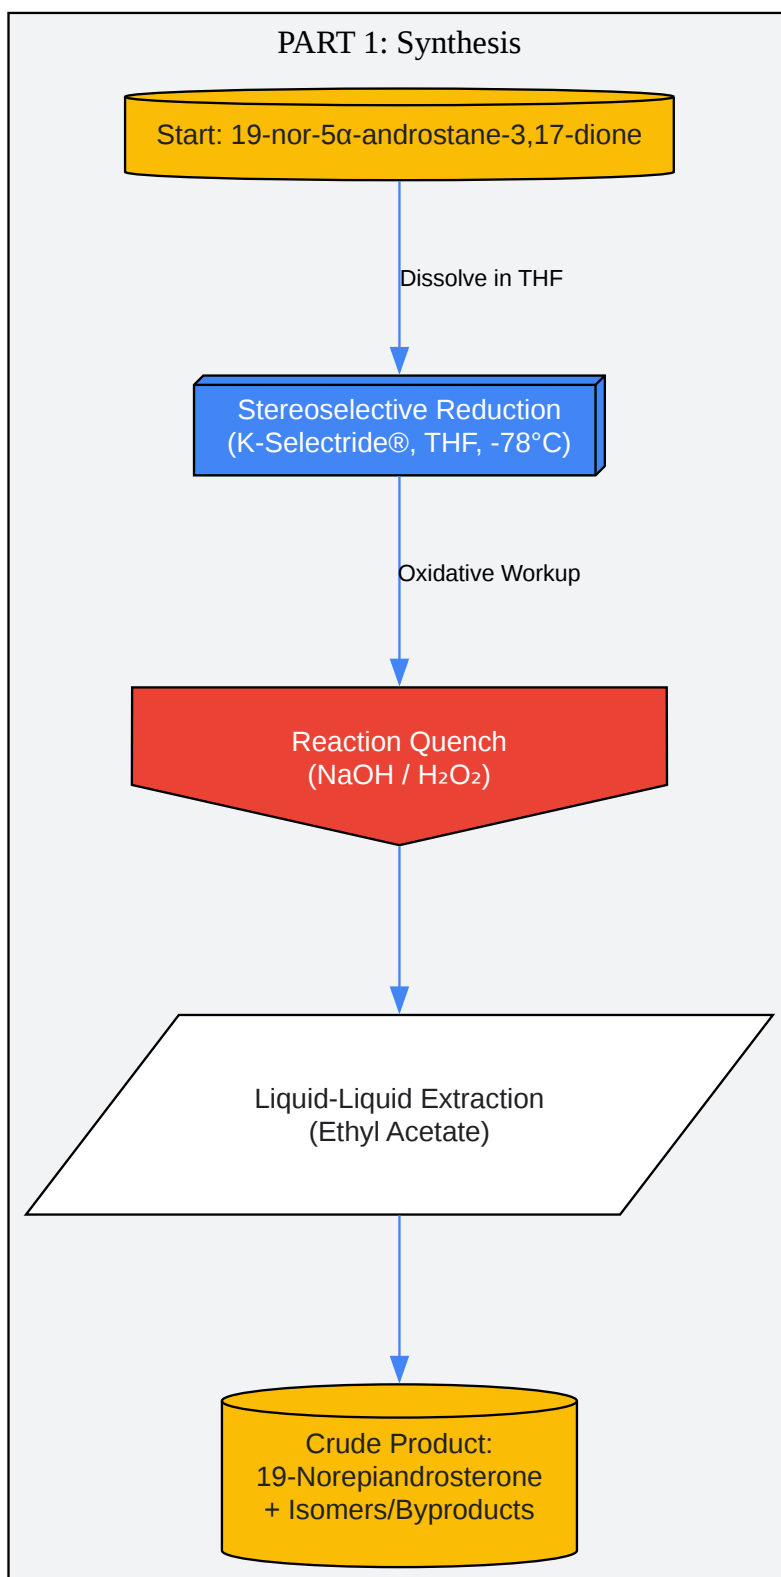 PART 1: Synthesis
Start: 19-nor-5α-androstane-3,17-dione
Dissolve in THF
Stereoselective Reduction
(K-Selectride®, THF, -78°C)
Oxidative Workup
Reaction Quench
(NaOH / H₂O₂)
Liquid-Liquid Extraction
(Ethyl Acetate)
Crude Product:
19-Norepiandrosterone
+ Isomers/Byproducts